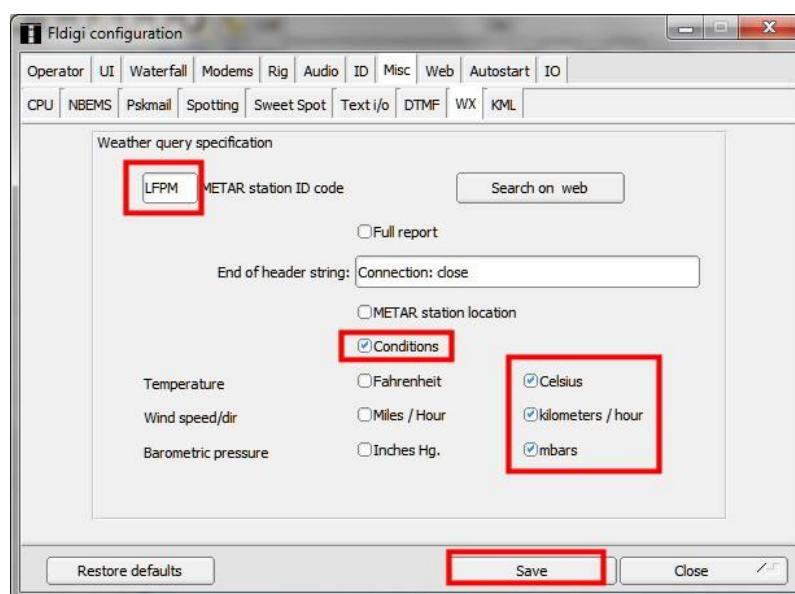 Fldigi configuration
Operator UI Waterfall Modems Rig Audio ID Misc Web Autostart IO
CPU NBEMS Pskmail Spotting Sweet Spot Text i/o DTMF WX KML
Weather query specification
LFPM METAR station ID code Search on web
Full report
End of header string: Connection: close
METAR station location
Conditions
Temperature Fahrenheit Celsius
Wind speed/dir Miles / Hour kilometers / hour
Barometric pressure Inches Hg. mbars
Restore defaults Save Close